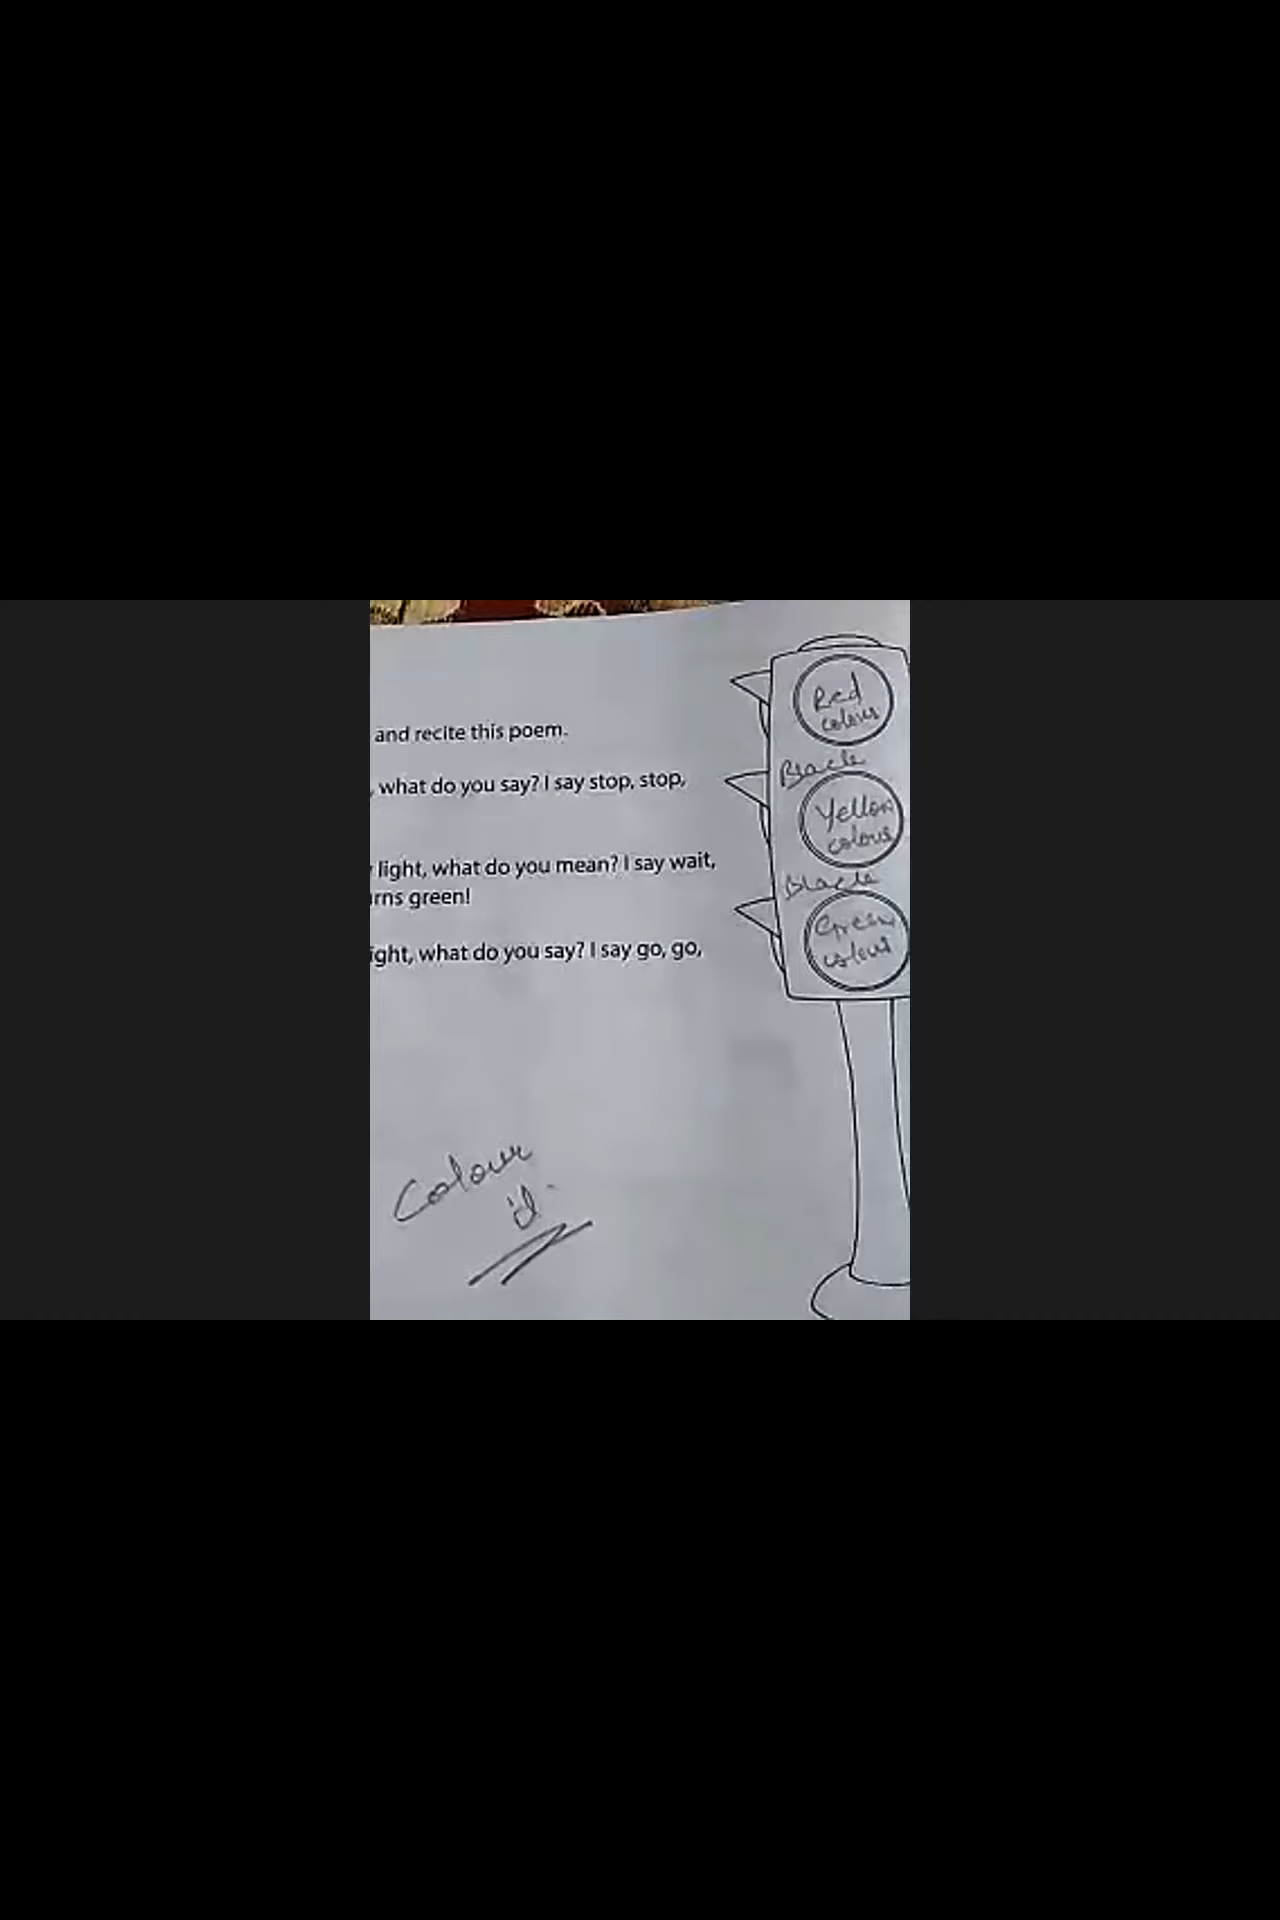 and recite this poem.
, what do you say? I say stop, stop,
light, what do you mean? I say wait,
rns green!
ight, what do you say? I say go, go,
Red
colour
Black
Yellow
colour
Black
Green
colour
Colour
it.